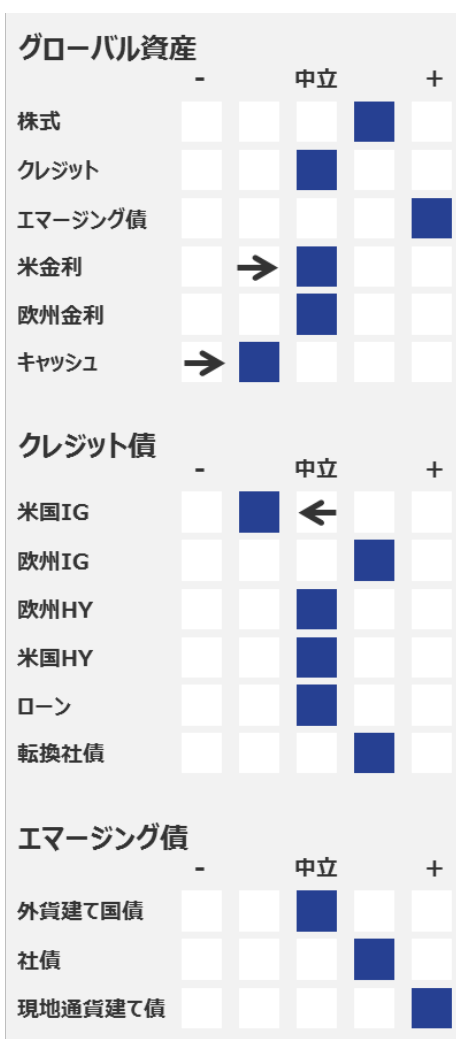 グローバル資産
- 中立 +
株式
クレジット
エマージング債
米金利
欧州金利
キャッシュ
クレジット債
- 中立 +
米国IG
欧州IG
欧州HY
米国HY
ローン
転換社債
エマージング債
- 中立 +
外貨建て国債
社債
現地通貨建て債